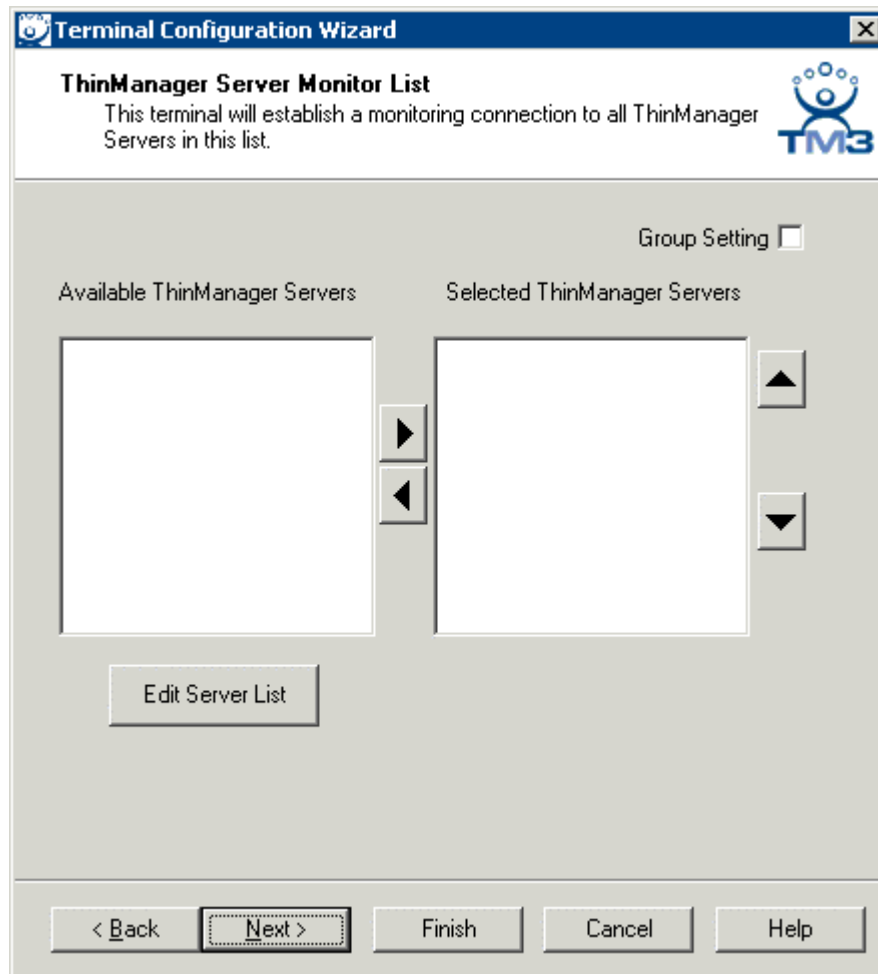 Terminal Configuration Wizard
ThinManager Server Monitor List
This terminal will establish a monitoring connection to all ThinManager
Servers in this list.
TM3
Group Setting
Available ThinManager Servers
Selected ThinManager Servers
Edit Server List
< Back
Next >
Finish
Cancel
Help